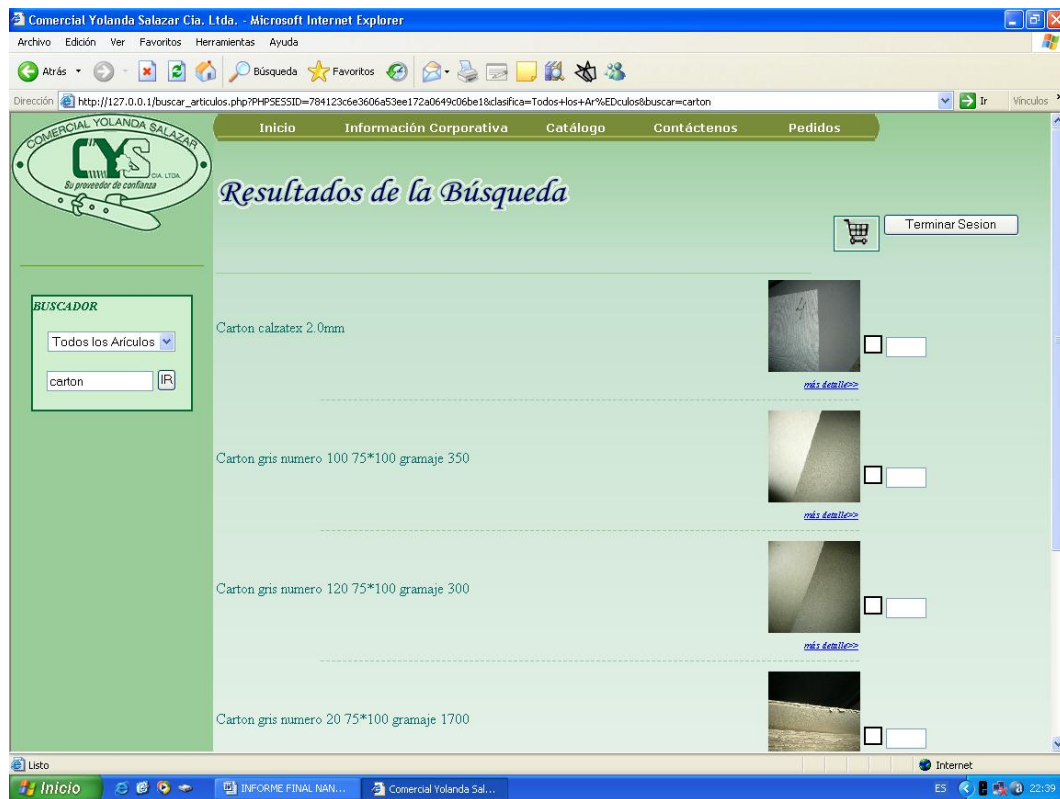 Comercial Yolanda Salazar Cia. Ltda. - Microsoft Internet Explorer
Archivo Edición Ver Favoritos Herramientas Ayuda
Atrás Búsqueda Favoritos
Dirección http://127.0.0.1/buscar_articulos.php?PHPSESSID=784123c6e3606a53ee172a0649c06be1&clasifica=Todos+los+Ar%EDculos&buscar=carton Ir Vínculos
COMERCIAL YOLANDA SALAZAR
CYS
CIA. LTDA.
Su proveedor de confianza
Inicio Información Corporativa Catálogo Contáctenos Pedidos
Resultados de la Búsqueda
Terminar Sesion
BUSCADOR
Todos los Arículos
carton IR
Carton calzatex 2.0mm
más detalle>>
Carton gris numero 100 75*100 gramaje 350
más detalle>>
Carton gris numero 120 75*100 gramaje 300
más detalle>>
Carton gris numero 20 75*100 gramaje 1700
Listo Internet
Inicio INFORME FINAL NAN... Comercial Yolanda Sal... ES 22:39